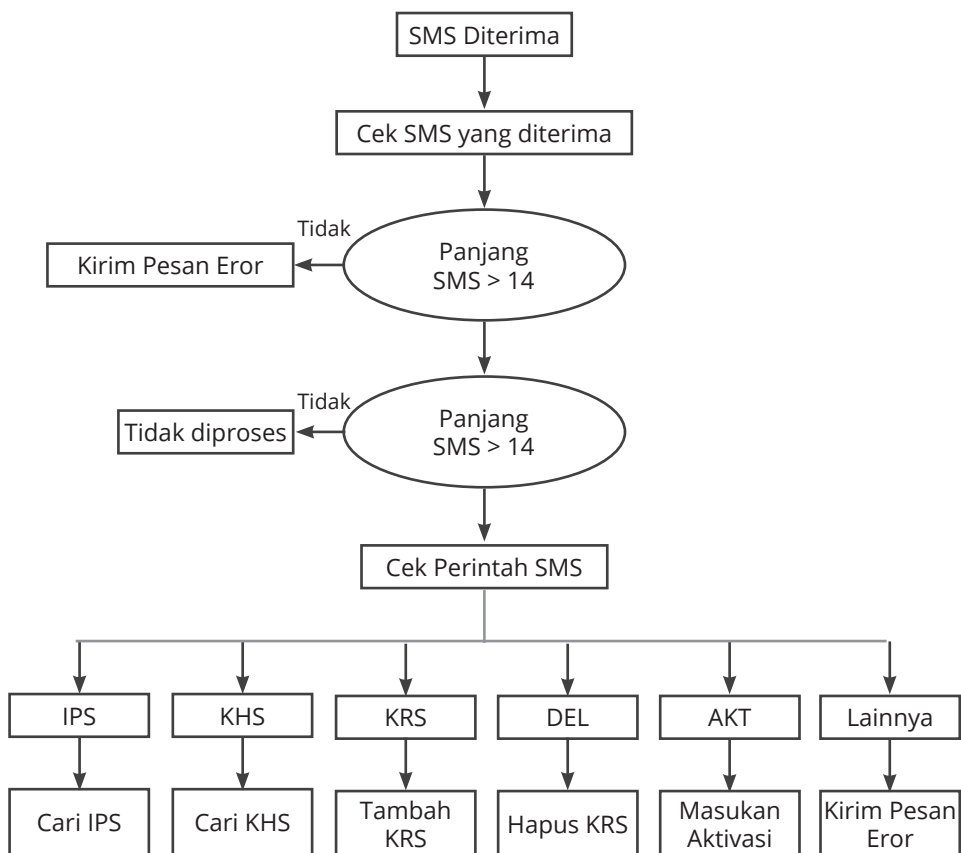 SMS Diterima
Cek SMS yang diterima
Tidak
Kirim Pesan Eror
Panjang
SMS > 14
Tidak
Tidak diproses
Panjang
SMS > 14
Cek Perintah SMS
IPS
KHS
KRS
DEL
AKT
Lainnya
Cari IPS
Cari KHS
Tambah
KRS
Hapus KRS
Masukan
Aktivasi
Kirim Pesan
Eror